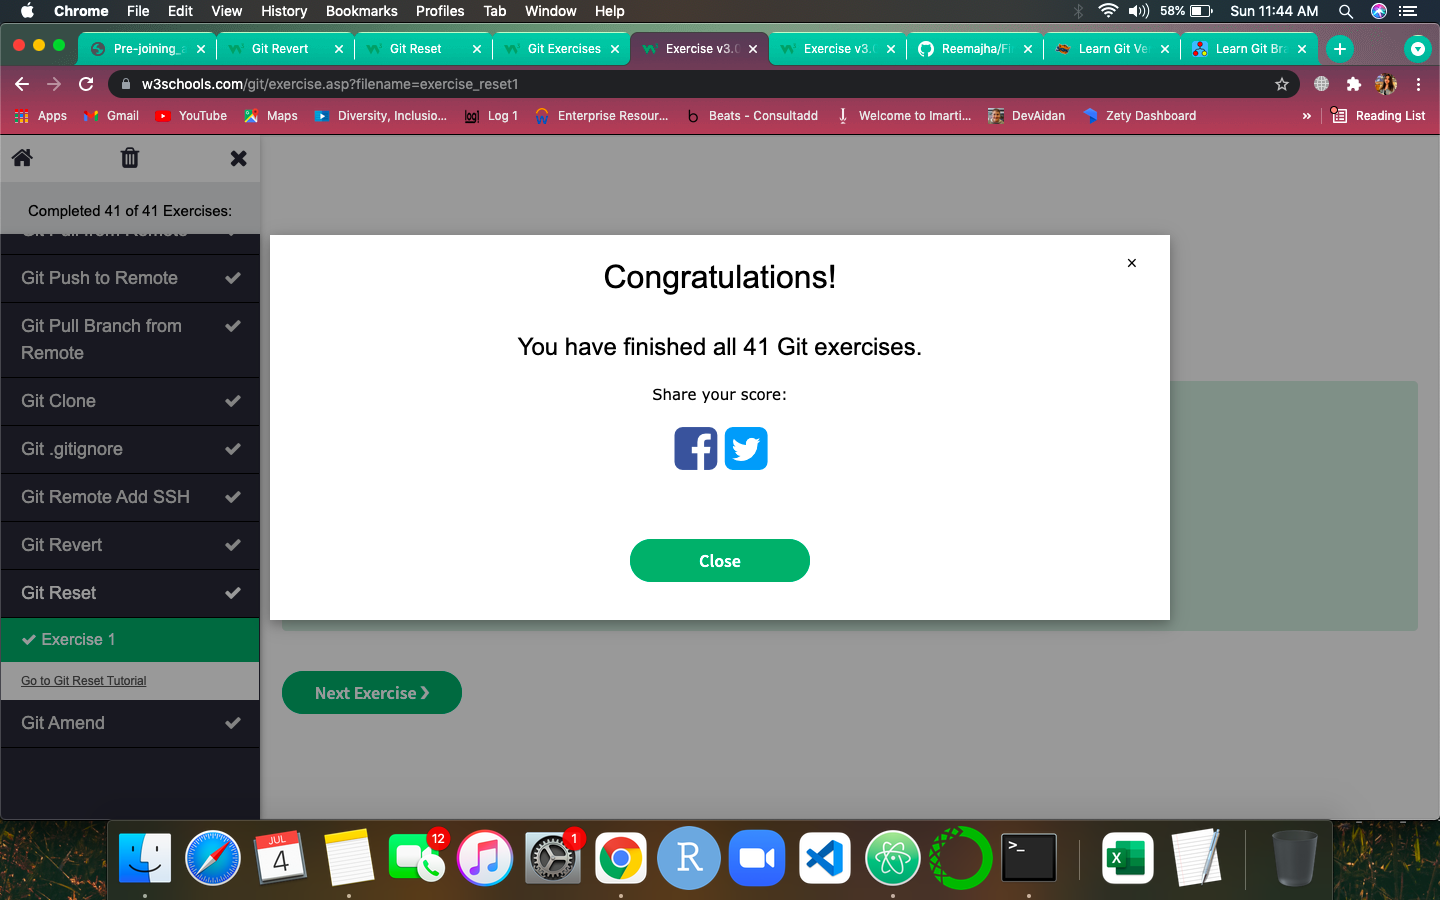 Chrome File Edit View History Bookmarks Profiles Tab Window Help 58% Sun 11:44 AM
Pre-joining_ Git Revert Git Reset Git Exercises Exercise v3. Exercise v3. Reemajha/Fi Learn Git Ve Learn Git Br
w3schools.com/git/exercise.asp?filename=exercise_reset1
Apps Gmail YouTube Maps Diversity, Inclusio... Log 1 Enterprise Resour... Beats - Consultadd Welcome to Imarti... DevAidan Zety Dashboard » Reading List
Completed 41 of 41 Exercises:
Git Pull from Remote
Git Push to Remote
Git Pull Branch from
Remote
Git Clone
Git .gitignore
Git Remote Add SSH
Git Revert
Git Reset
Exercise 1
Go to Git Reset Tutorial
Git Amend
×
Congratulations!
You have finished all 41 Git exercises.
Share your score:
Close
Next Exercise ❯
JUL
4
12
1
R
>_
X